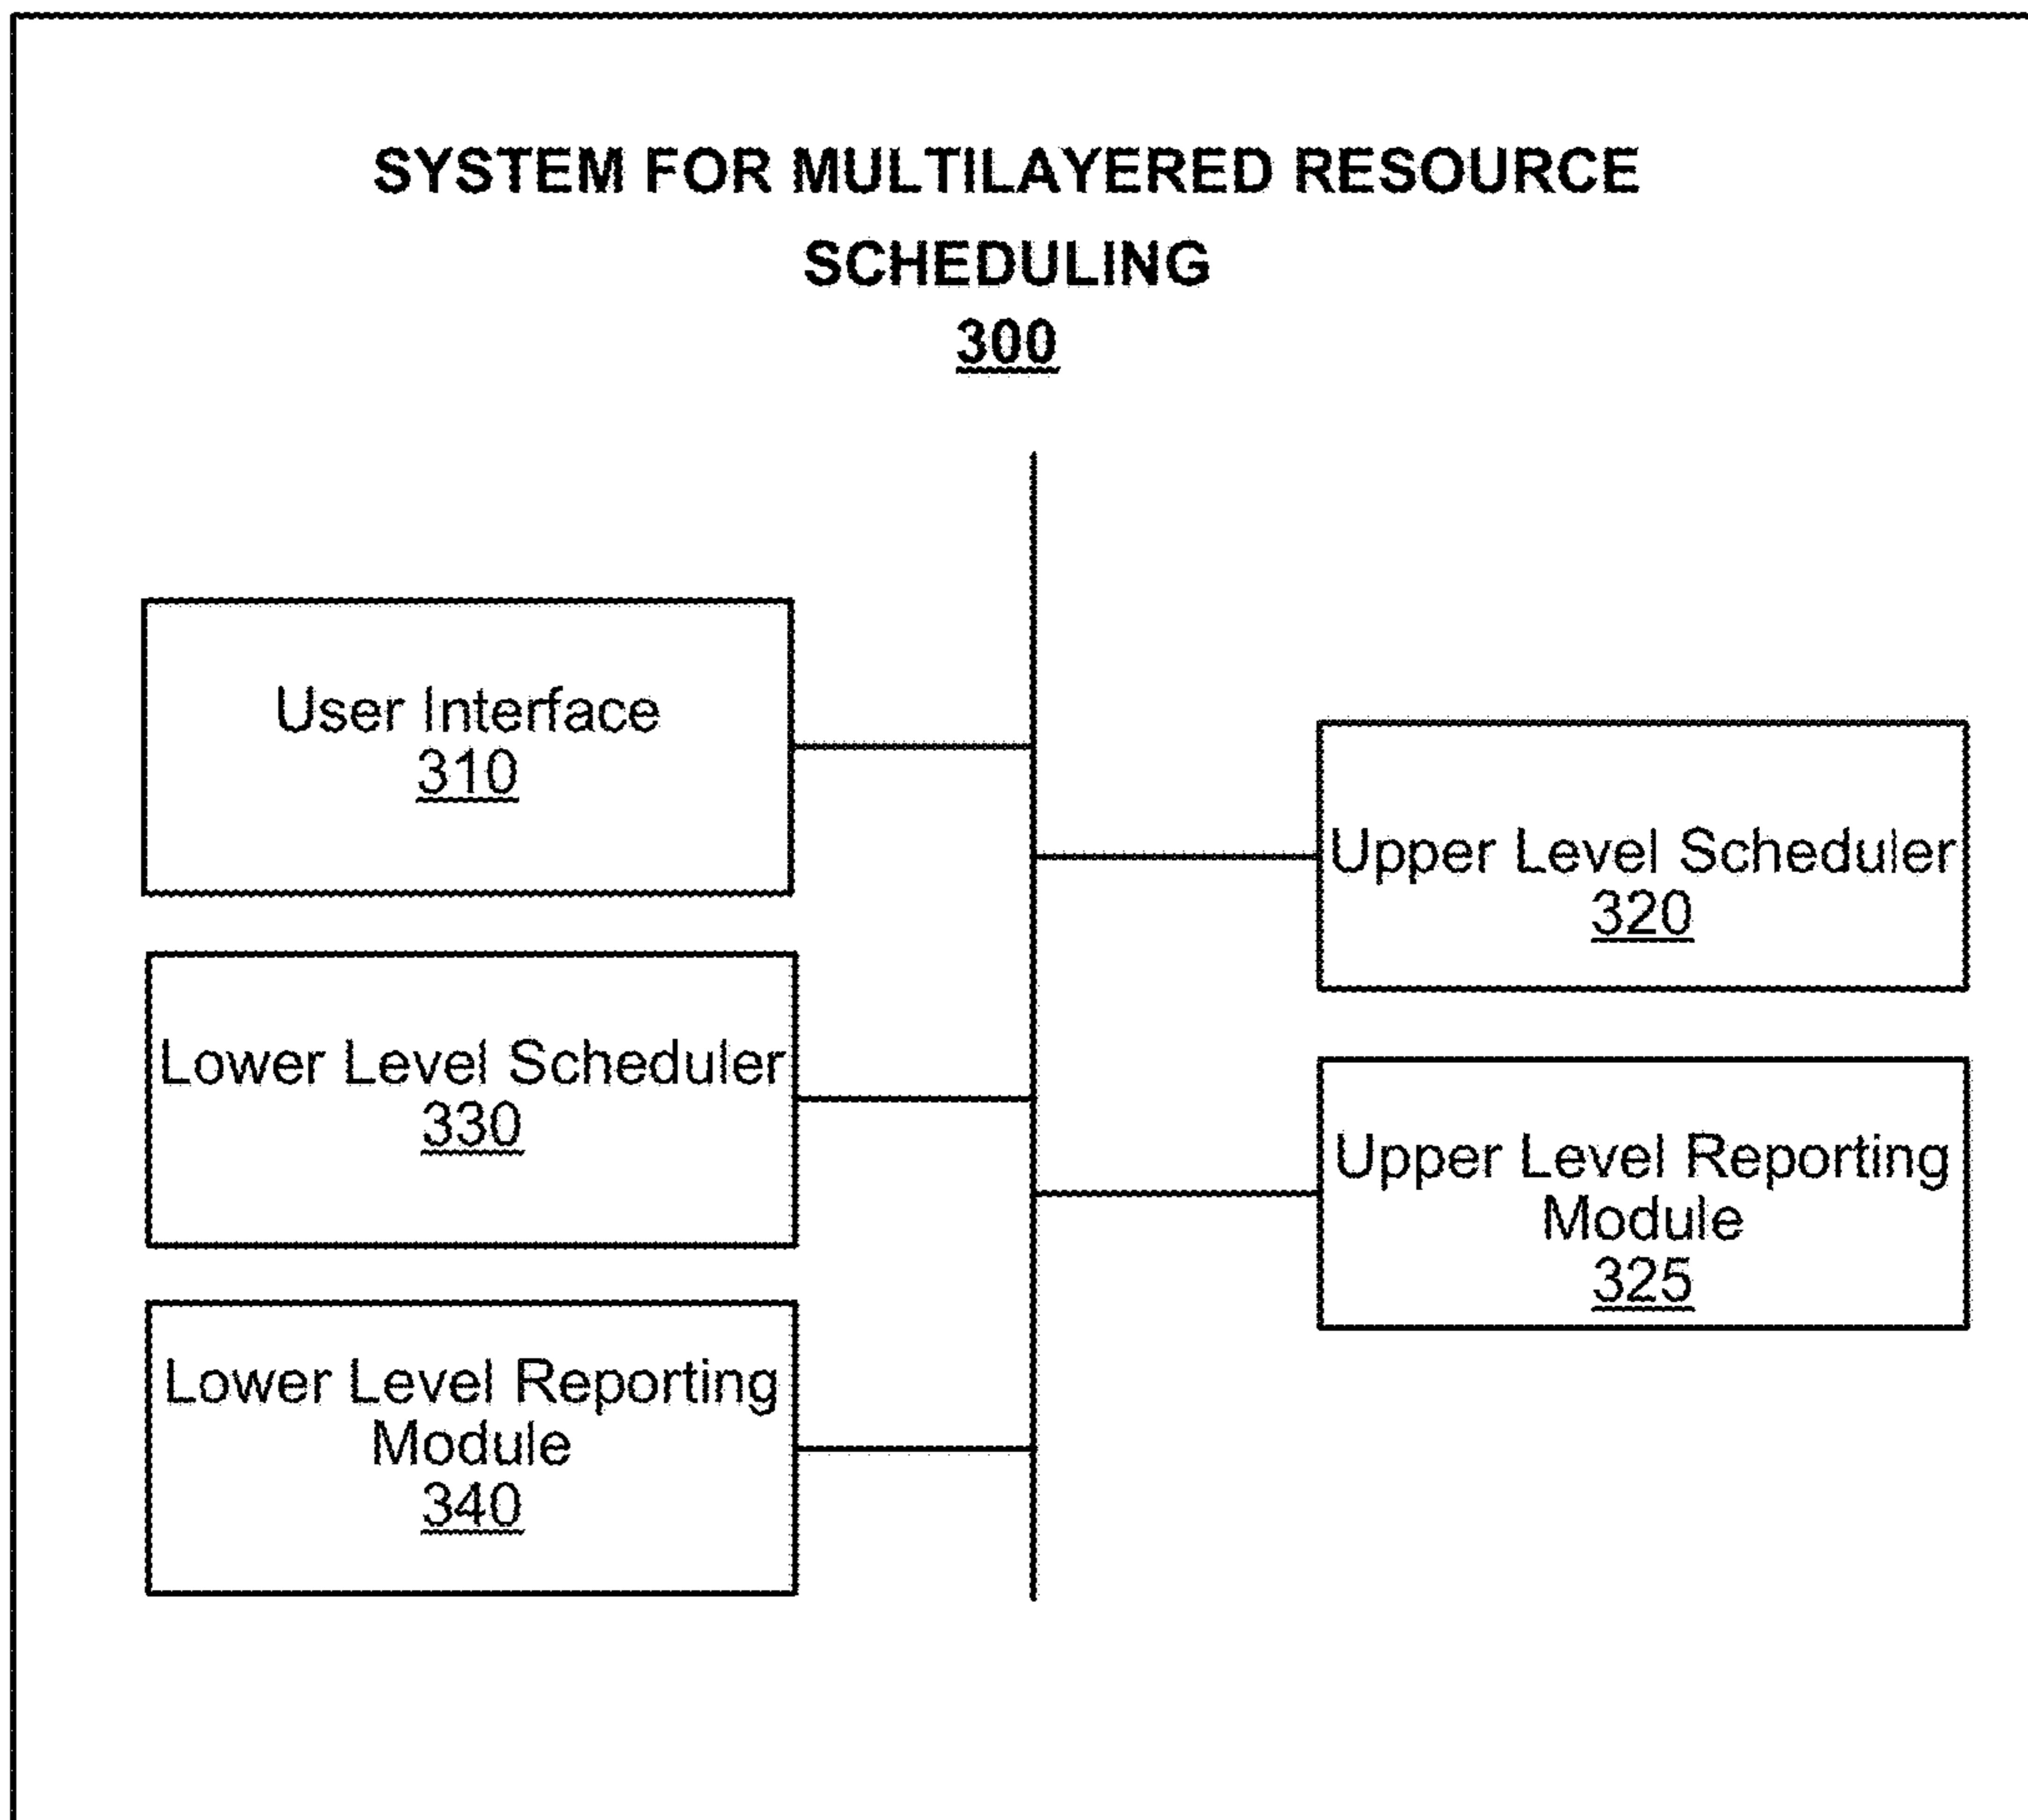 SYSTEM FOR MULTILAYERED RESOURCE
SCHEDULING
300
User Interface
310
Upper Level Scheduler
320
Lower Level Scheduler
330
Upper Level Reporting
Module
325
Lower Level Reporting
Module
340